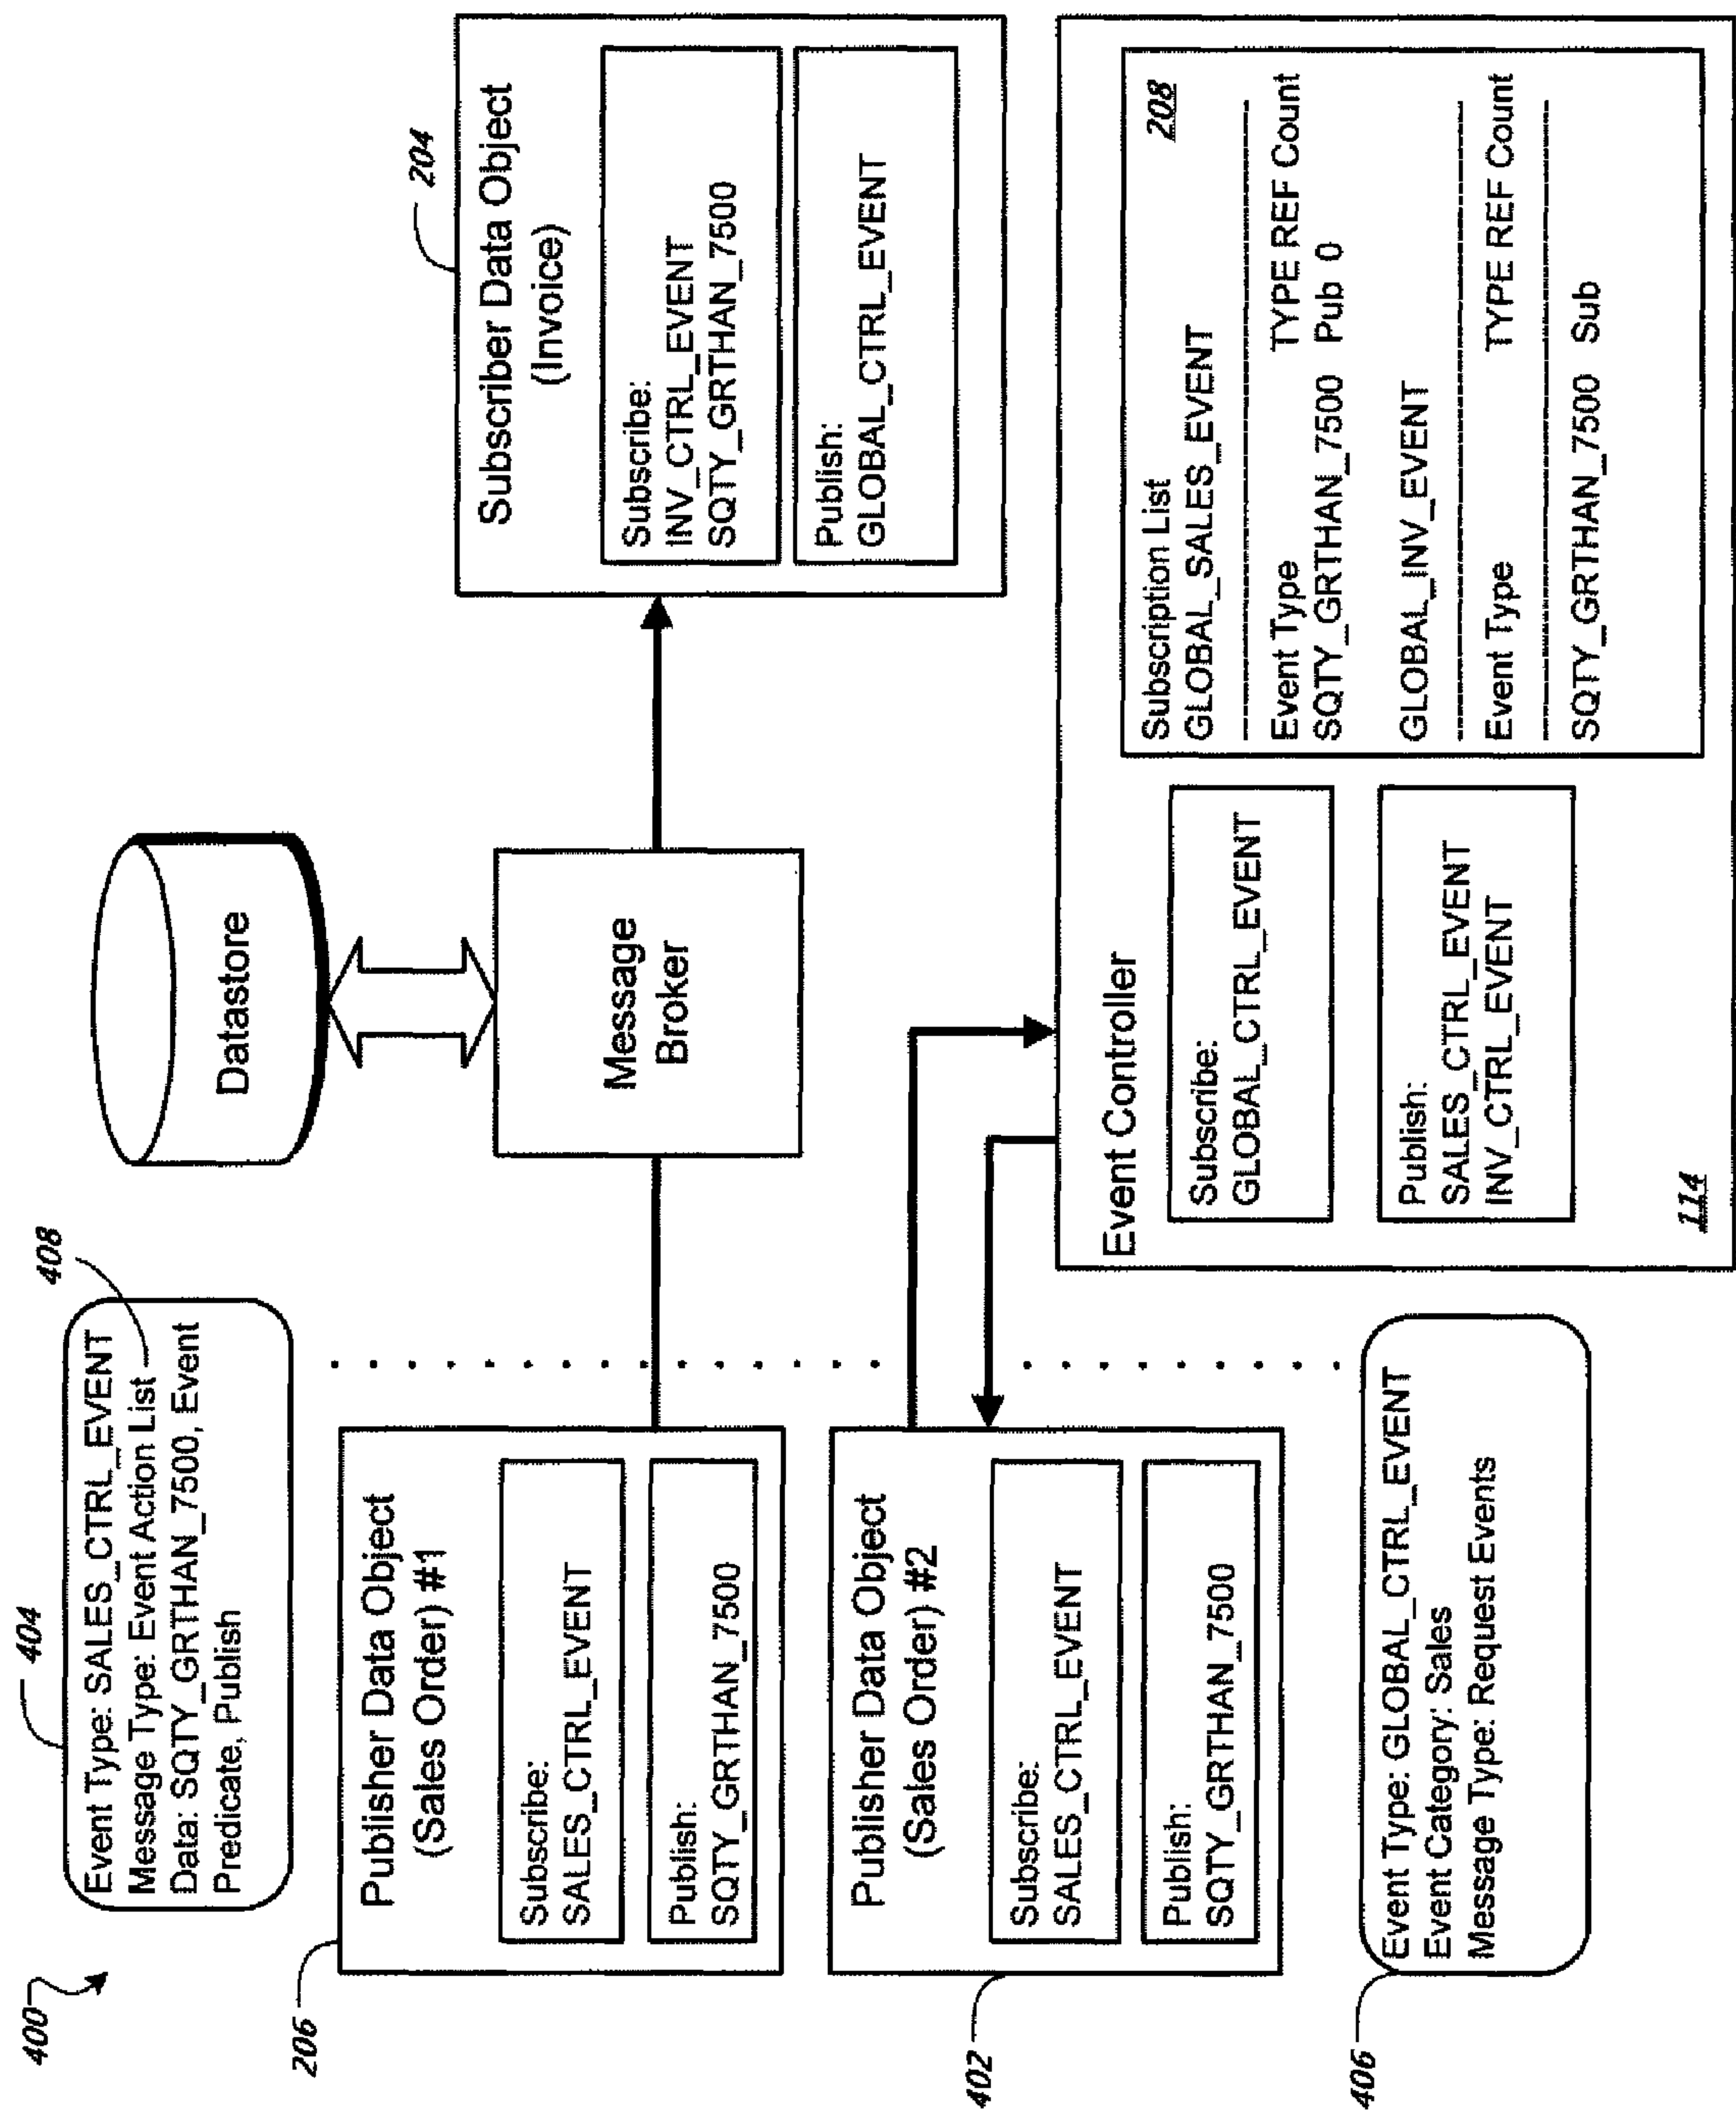 400
404
Event Type: SALES_CTRL_EVENT
Message Type: Event Action List
Data: SQTY_GRTHAN_7500, Event
Predicate, Publish
408
Datastore
206
Publisher Data Object
(Sales Order) #1
Subscribe:
SALES_CTRL_EVENT
Publish:
SQTY_GRTHAN_7500
Message
Broker
204
Subscriber Data Object
(Invoice)
Subscribe:
INV_CTRL_EVENT
SQTY_GRTHAN_7500
Publish:
GLOBAL_CTRL_EVENT
402
Publisher Data Object
(Sales Order) #2
Subscribe:
SALES_CTRL_EVENT
Publish:
SQTY_GRTHAN_7500
406
Event Type: GLOBAL_CTRL_EVENT
Event Category: Sales
Message Type: Request Events
Event Controller
Subscribe:
GLOBAL_CTRL_EVENT
Publish:
SALES_CTRL_EVENT
INV_CTRL_EVENT
114
Subscription List
208
GLOBAL_SALES_EVENT
Event Type TYPE REF Count
SQTY_GRTHAN_7500 Pub 0
GLOBAL_INV_EVENT
Event Type TYPE REF Count
SQTY_GRTHAN_7500 Sub